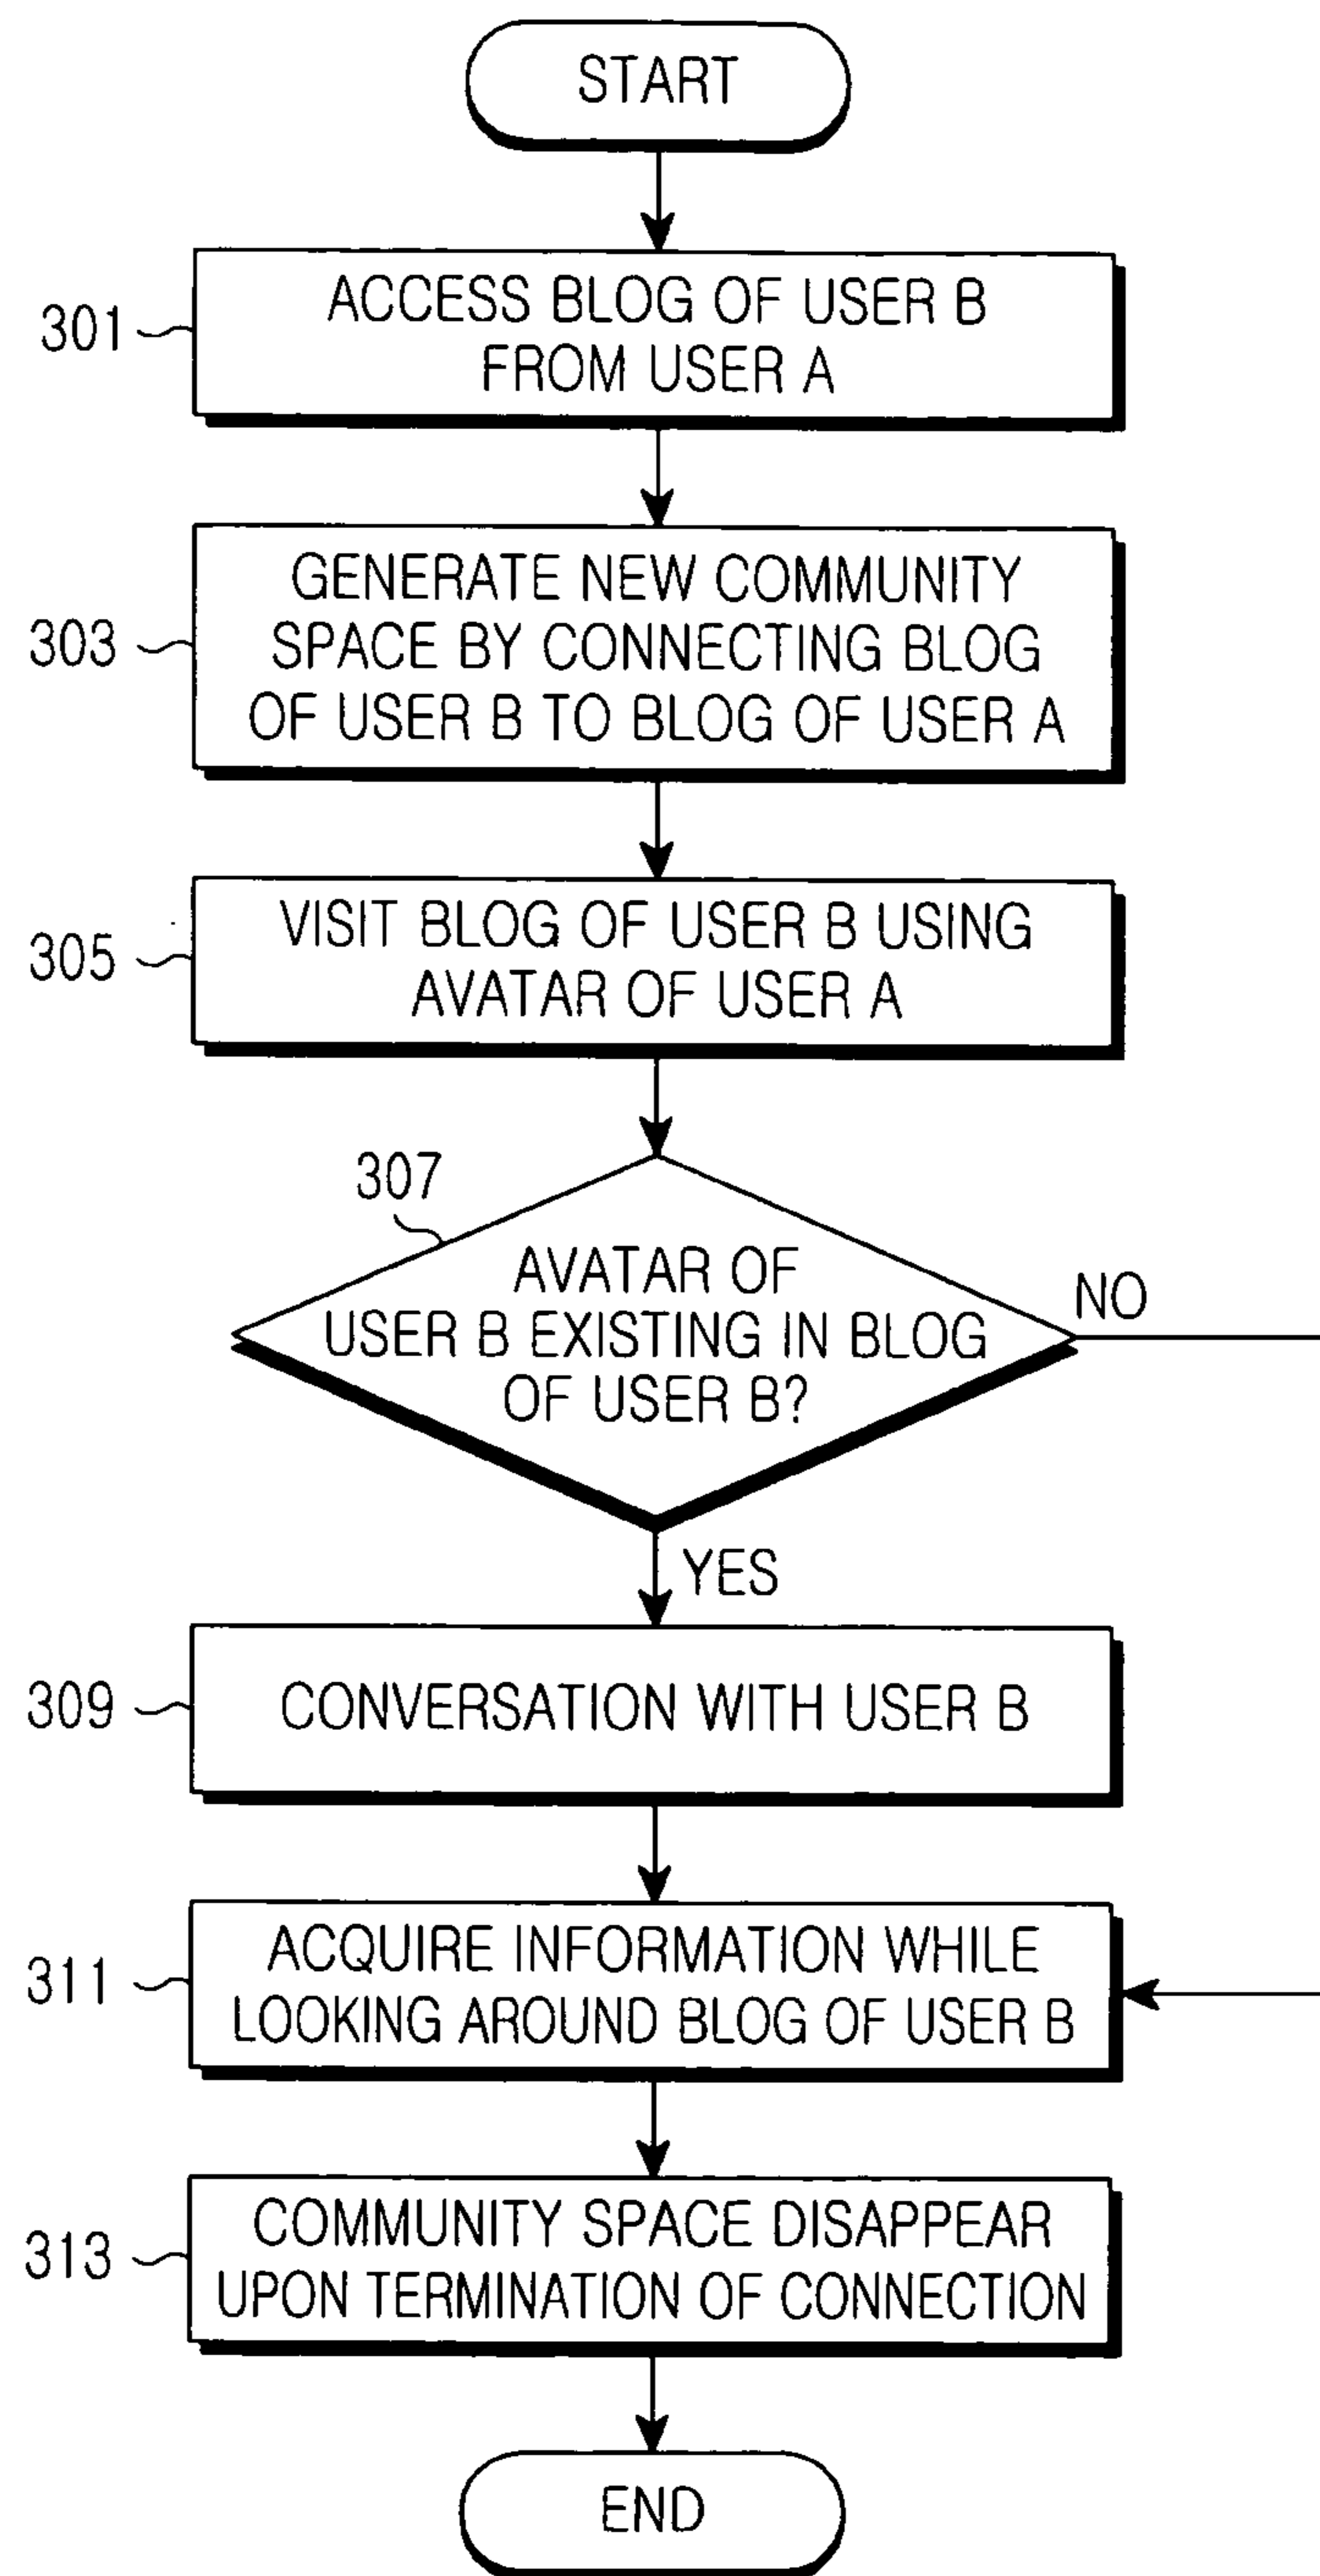 START
301
ACCESS BLOG OF USER B
FROM USER A
303
GENERATE NEW COMMUNITY
SPACE BY CONNECTING BLOG
OF USER B TO BLOG OF USER A
305
VISIT BLOG OF USER B USING
AVATAR OF USER A
307
AVATAR OF
USER B EXISTING IN BLOG
OF USER B?
NO
YES
309
CONVERSATION WITH USER B
311
ACQUIRE INFORMATION WHILE
LOOKING AROUND BLOG OF USER B
313
COMMUNITY SPACE DISAPPEAR
UPON TERMINATION OF CONNECTION
END